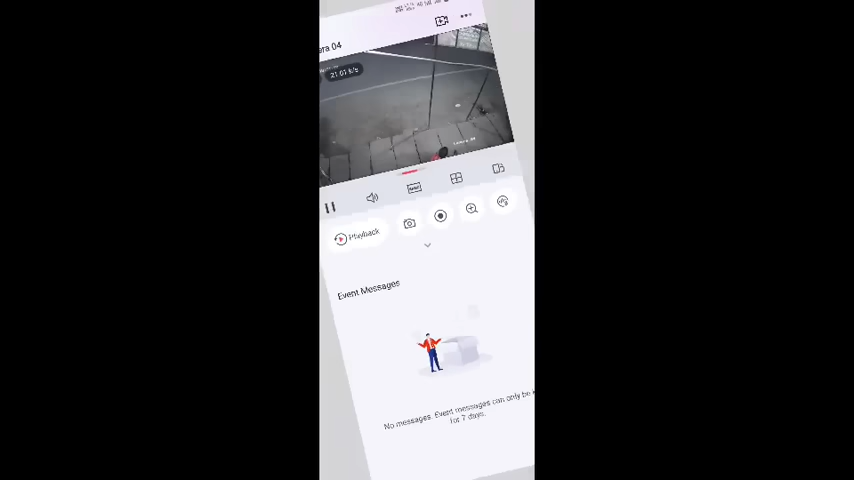 era 04
21.01 k/s
Playback
Event Messages
No messages. Event messages can only be
for 7 days.